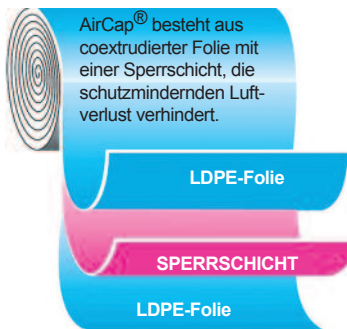 AirCap® besteht aus
coextrudierter Folie mit
einer Sperrschicht, die
schutzmindernden Luft-
verlust verhindert.
LDPE-Folie
SPERRSCHICHT
LDPE-Folie